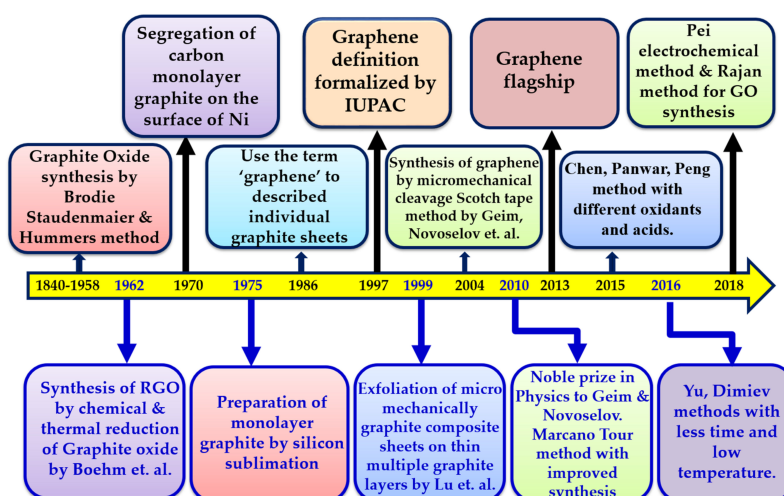 Segregation of
carbon
monolayer
graphite on the
surface of Ni
Graphene
definition
formalized by
IUPAC
Graphene
flagship
Pei
electrochemical
method & Rajan
method for GO
synthesis
Graphite Oxide
synthesis by
Brodie
Staudenmaier &
Hummers method
Use the term
‘graphene’ to
described
individual
graphite sheets
Synthesis of graphene
by micromechanical
cleavage Scotch tape
method by Geim,
Novoselov et. al.
Chen, Panwar, Peng
method with
different oxidants
and acids.
1840-1958 1962 1970 1975 1986 1997 1999 2004 2010 2013 2015 2016 2018
Synthesis of RGO
by chemical &
thermal reduction
of Graphite oxide
by Boehm et. al.
Preparation of
monolayer
graphite by silicon
sublimation
Exfoliation of micro
mechanically
graphite composite
sheets on thin
multiple graphite
layers by Lu et. al.
Noble prize in
Physics to Geim &
Novoselov.
Marcano Tour
method with
improved synthesis
Yu, Dimiev
methods with
less time and
low
temperature.